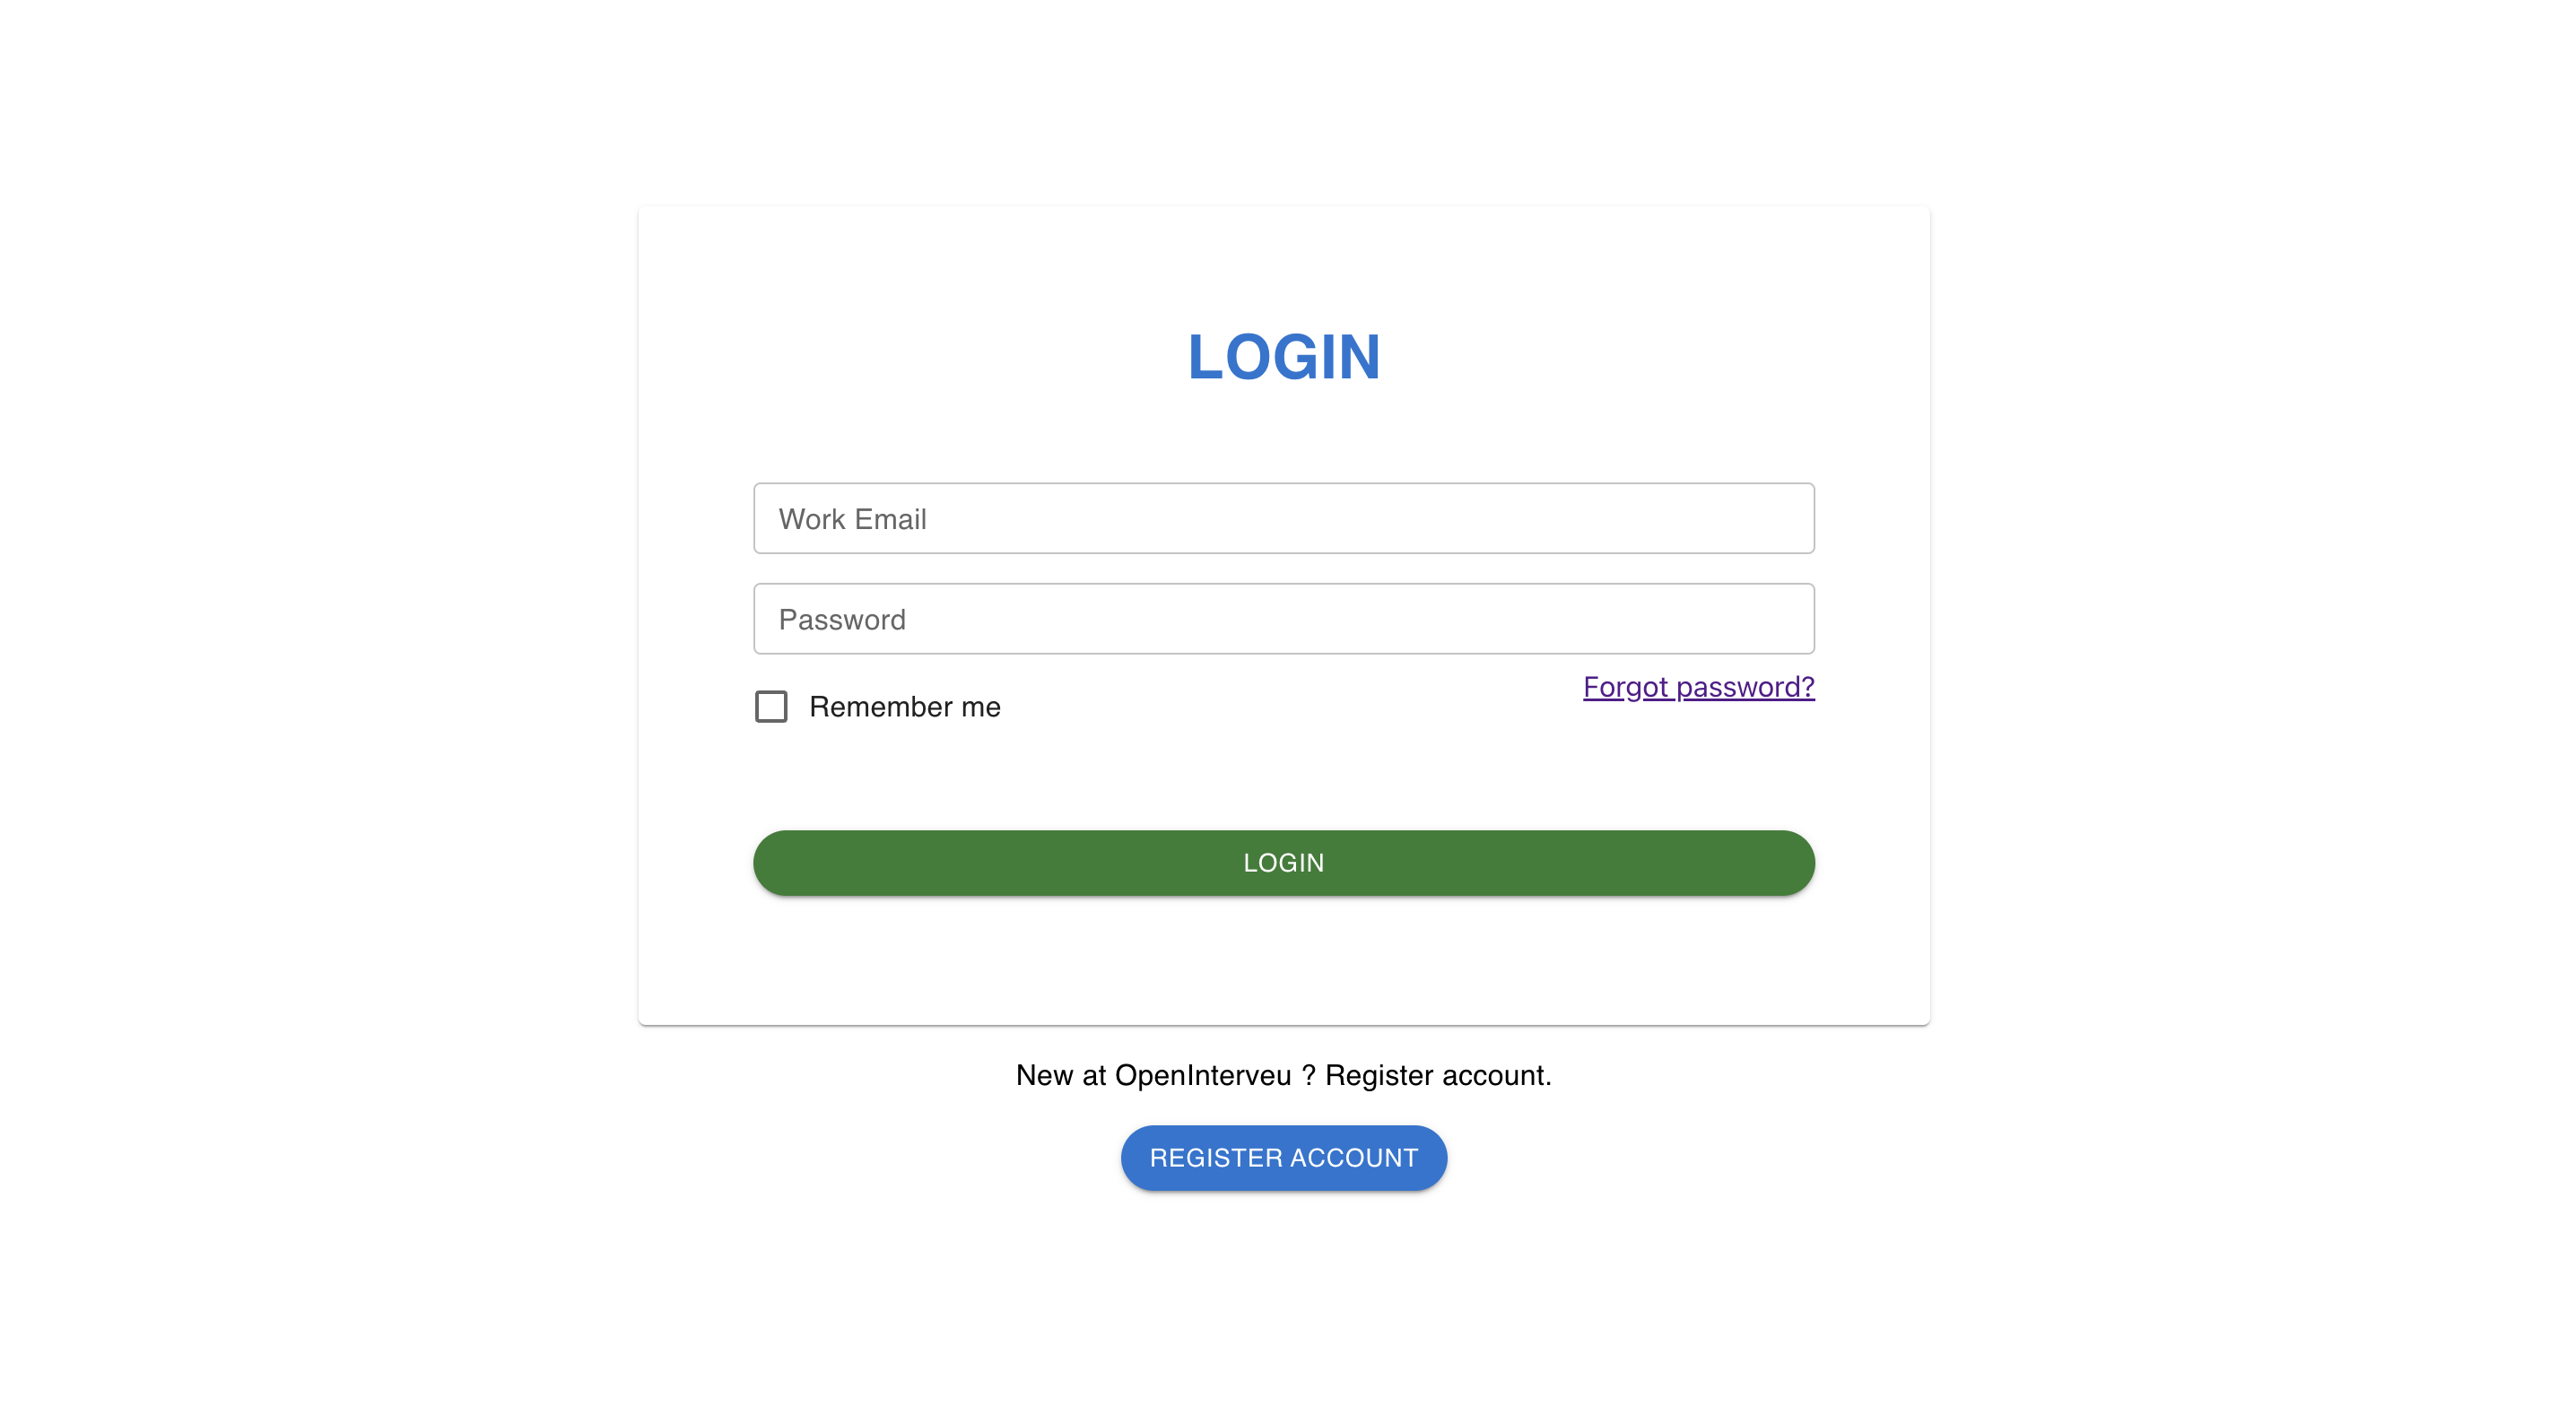 LOGIN
Work Email
Password
Forgot password?
Remember me
LOGIN
New at OpenInterveu ? Register account.
REGISTER ACCOUNT